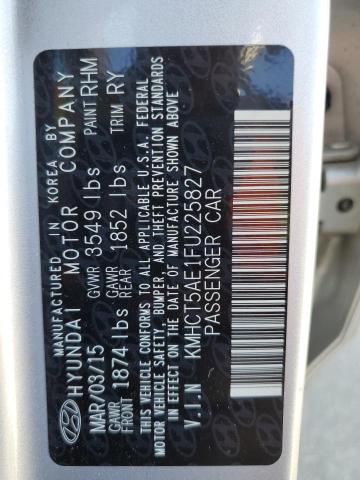 MANUFACTURED IN KOREA BY
HYUNDAI MOTOR COMPANY
MAR/03/15 GVWR 3549 lbs PAINT RHM
GAWR FRONT 1874 lbs GAWR REAR 1852 lbs TRIM RY
THIS VEHICLE CONFORMS TO ALL APPLICABLE U.S.A. FEDERAL
MOTOR VEHICLE SAFETY, BUMPER, AND THEFT PREVENTION STANDARDS
IN EFFECT ON THE DATE OF MANUFACTURE SHOWN ABOVE
V.I.N KMHCT5AE1FU225827
PASSENGER CAR